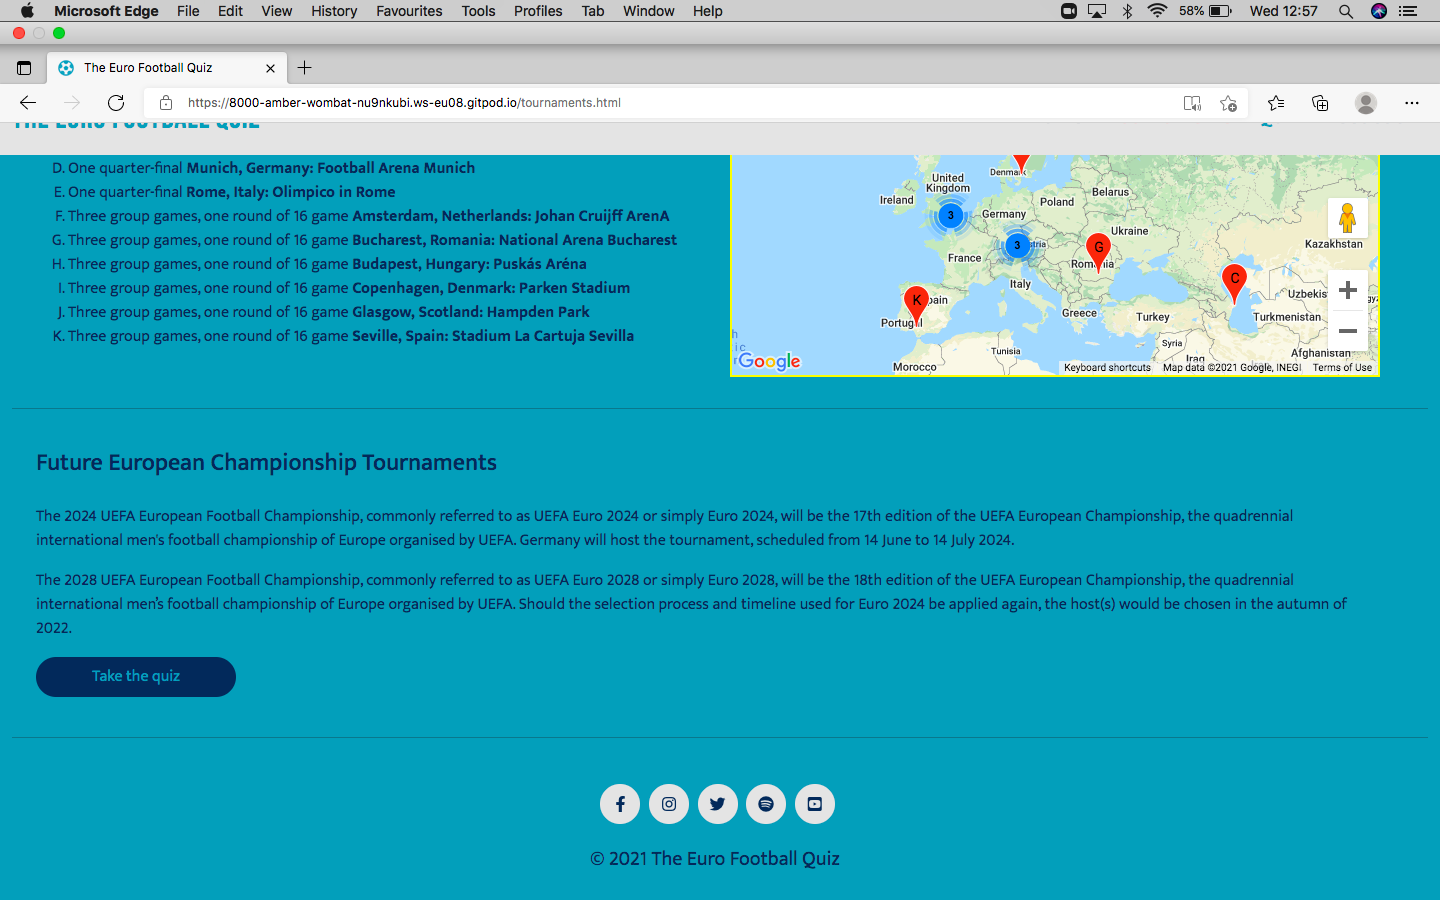 Microsoft Edge File Edit View History Favourites Tools Profiles Tab Window Help 58% Wed 12:57
The Euro Football Quiz
https://8000-amber-wombat-nu9nkubi.ws-eu08.gitpod.io/tournaments.html
THE EURO FOOTBALL QUIZ
D. One quarter-final Munich, Germany: Football Arena Munich
E. One quarter-final Rome, Italy: Olimpico in Rome
F. Three group games, one round of 16 game Amsterdam, Netherlands: Johan Cruijff ArenA
G. Three group games, one round of 16 game Bucharest, Romania: National Arena Bucharest
H. Three group games, one round of 16 game Budapest, Hungary: Puskás Aréna
I. Three group games, one round of 16 game Copenhagen, Denmark: Parken Stadium
J. Three group games, one round of 16 game Glasgow, Scotland: Hampden Park
K. Three group games, one round of 16 game Seville, Spain: Stadium La Cartuja Sevilla
Denmark
United
Kingdom
Ireland
Belarus
Poland
3
Germany
Ukraine
Kazakhstan
3
G
France
Romania
C
Italy
K
Portugal
Greece
Turkey
Turkmenistan
Tunisia
Syria
Iraq
Afghanistan
Morocco
Google
Keyboard shortcuts Map data ©2021 Google, INEGI Terms of Use
Future European Championship Tournaments
The 2024 UEFA European Football Championship, commonly referred to as UEFA Euro 2024 or simply Euro 2024, will be the 17th edition of the UEFA European Championship, the quadrennial
international men's football championship of Europe organised by UEFA. Germany will host the tournament, scheduled from 14 June to 14 July 2024.
The 2028 UEFA European Football Championship, commonly referred to as UEFA Euro 2028 or simply Euro 2028, will be the 18th edition of the UEFA European Championship, the quadrennial
international men's football championship of Europe organised by UEFA. Should the selection process and timeline used for Euro 2024 be applied again, the host(s) would be chosen in the autumn of
2022.
Take the quiz
© 2021 The Euro Football Quiz